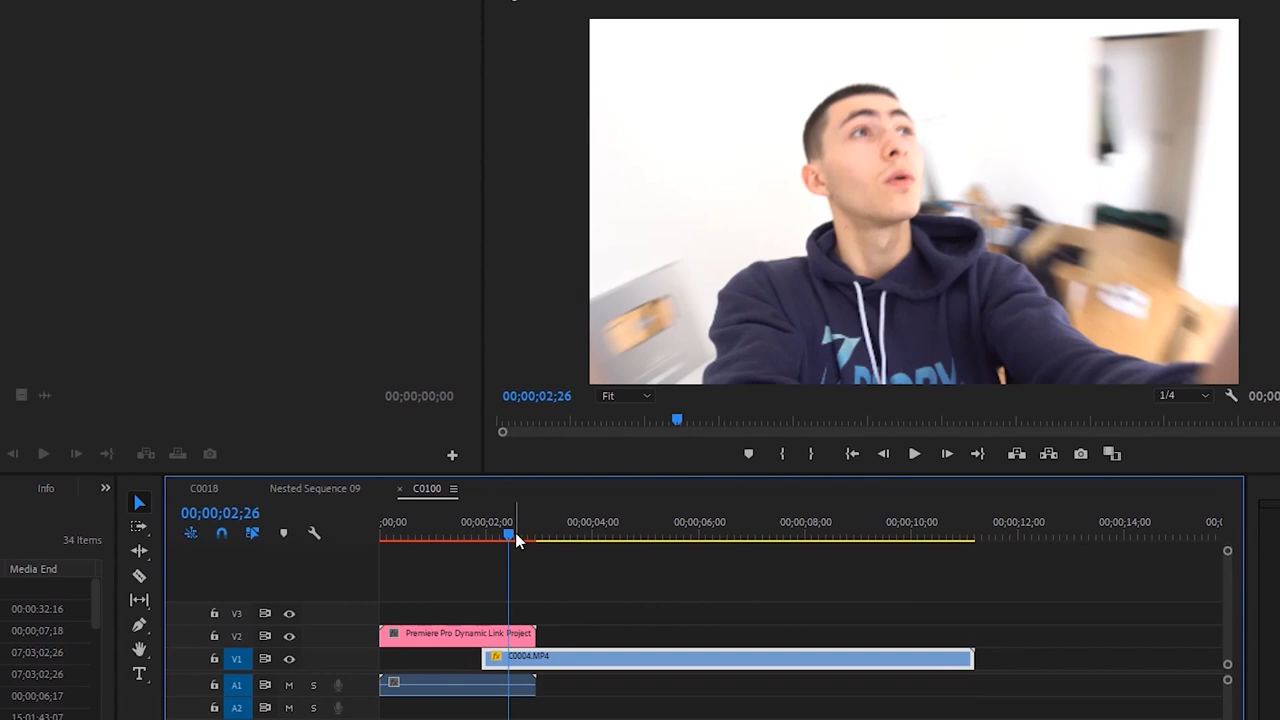 00;00;00;00
00;00;02;26
Fit
1/4
Info
C0018
Nested Sequence 09
× C0100
00;00;02;26
;00;00
00;00;02;00
00;00;04;00
00;00;06;00
00;00;08;00
00;00;10;00
00;00;12;00
00;00;14;00
34 Items
Media End
00:00:32:16
00;00;07;18
07;03;02;26
07;03;02;26
00;00;06;17
15:01:43:07
V3
V2
Premiere Pro Dynamic Link Project
V1
fx
C0004.MP4
A1
M
S
A2
M
S
T